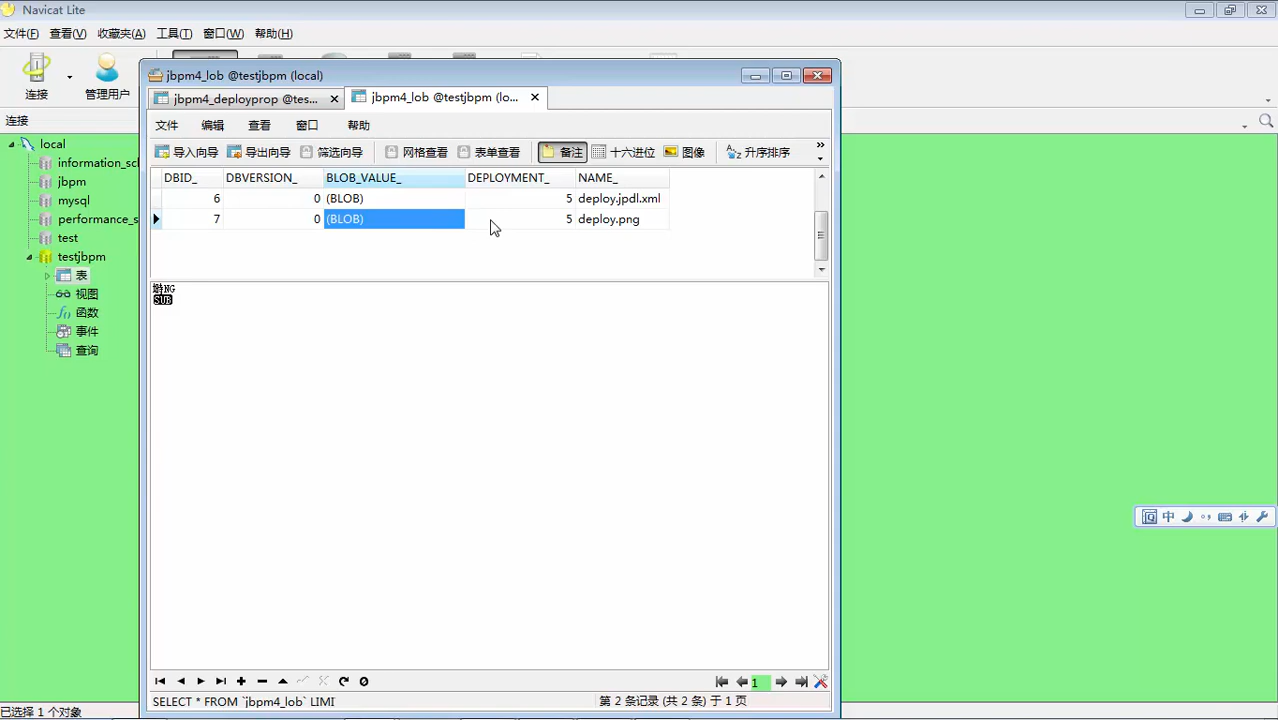 Navicat Lite
文件(F) 查看(V) 收藏夹(A) 工具(T) 窗口(W) 帮助(H)
连接
管理用户
连接
local
information_scl
jbpm
mysql
performance_s
test
testjbpm
表
视图
函数
事件
查询
jbpm4_lob @testjbpm (local)
jbpm4_deployprop @tes... jbpm4_lob @testjbpm (lo...
文件 编辑 查看 窗口 帮助
导入向导 导出向导 筛选向导 网格查看 表单查看 备注 十六进位 图像 升序排序
DBID_ DBVERSION_ BLOB_VALUE_ DEPLOYMENT_ NAME_
6 0 (BLOB) 5 deploy.jpdl.xml
7 0 (BLOB) 5 deploy.png
SUB
中
1
SELECT * FROM `jbpm4_lob` LIMI 第 2 条记录 (共 2 条) 于 1 页
已选择 1 个对象